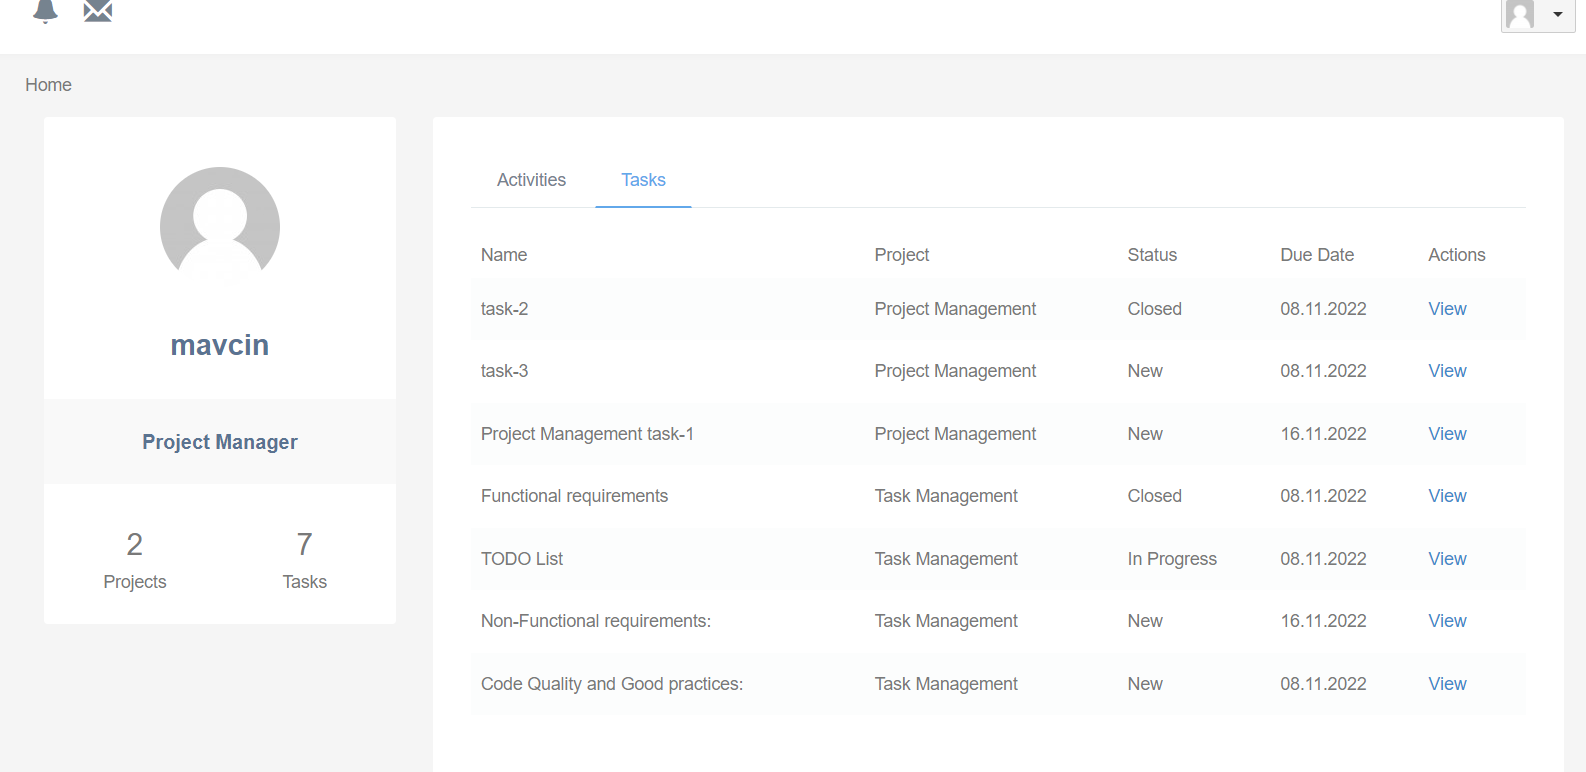 Home
mavcin
Project Manager
2 7
Projects Tasks
Activities Tasks
Name Project Status Due Date Actions
task-2 Project Management Closed 08.11.2022 View
task-3 Project Management New 08.11.2022 View
Project Management task-1 Project Management New 16.11.2022 View
Functional requirements Task Management Closed 08.11.2022 View
TODO List Task Management In Progress 08.11.2022 View
Non-Functional requirements: Task Management New 16.11.2022 View
Code Quality and Good practices: Task Management New 08.11.2022 View